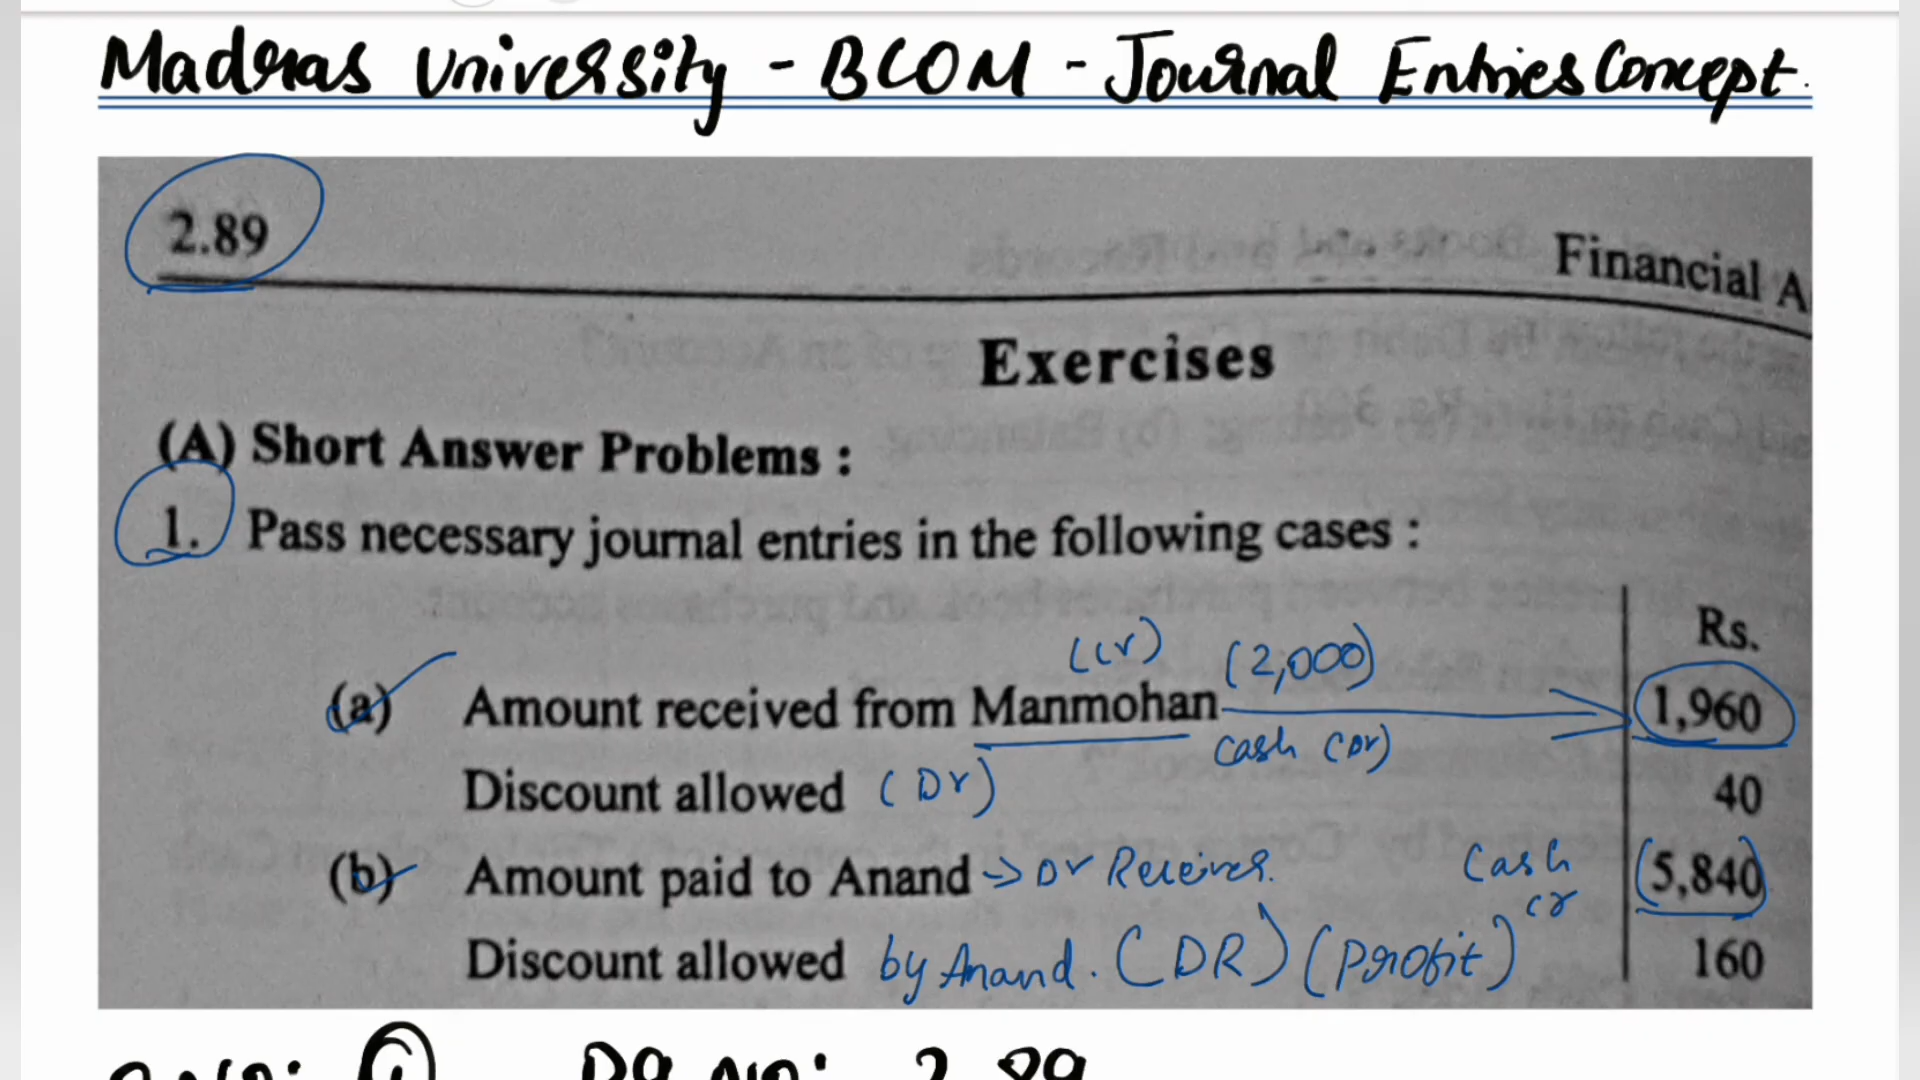 Madras University - BCOM - Journal Entries Concept.
2.89
Financial A
Exercises
(A) Short Answer Problems :
1. Pass necessary journal entries in the following cases :
Rs.
(Cr) (2,000)
(a) Amount received from Manmohan 1,960
Cash (Dr)
Discount allowed (Dr) 40
(b) Amount paid to Anand -> Dr Receiver. Cash Cr (5,840)
Discount allowed by Anand. (DR) (Profit) 160
2.89